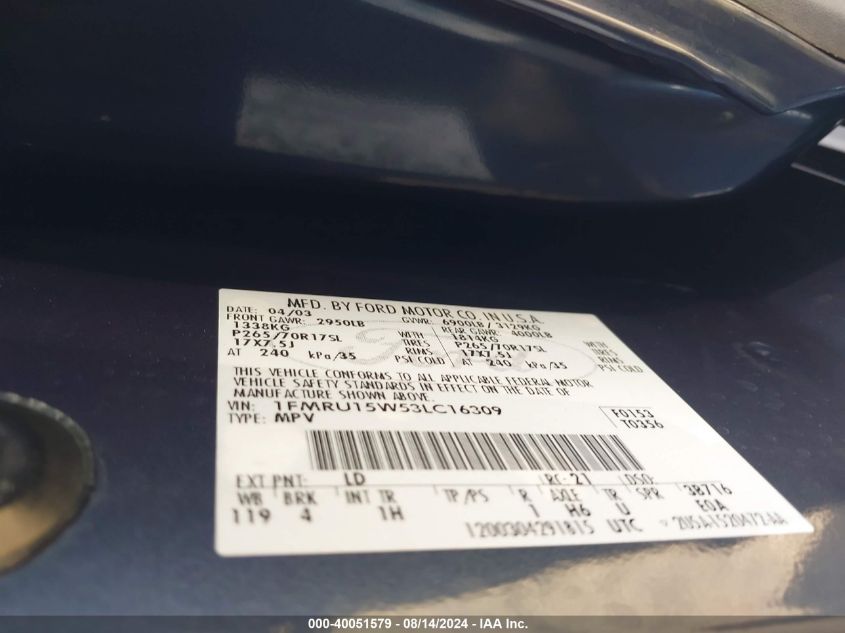 MFD. BY FORD MOTOR CO. IN U.S.A.
DATE: 04/03 GVWR: 6900LB / 3129KG
FRONT GAWR: 2950LB REAR GAWR: 4000LB
1338KG WITH 1814KG WITH
P265/70R17SL TIRES P265/70R17SL TIRES
17X7.5J RIMS 17X7.5J RIMS
AT 240 kPa/35 PSI COLD AT 240 kPa/35 PSI COLD
THIS VEHICLE CONFORMS TO ALL APPLICABLE FEDERAL MOTOR
VEHICLE SAFETY STANDARDS IN EFFECT ON THE DATE OF
MANUFACTURE SHOWN ABOVE.
VIN: 1FMRU15W53LC16309 F0153
TYPE: MPV T0356
EXT PNT: LD RC: 21 DSO:
WB BRK INT TR TP/PS R AXLE TR SPR 38716
119 4 1H 1 H6 U EOA
1200304291815 UTC
000-40051579 - 08/14/2024 - IAA Inc.